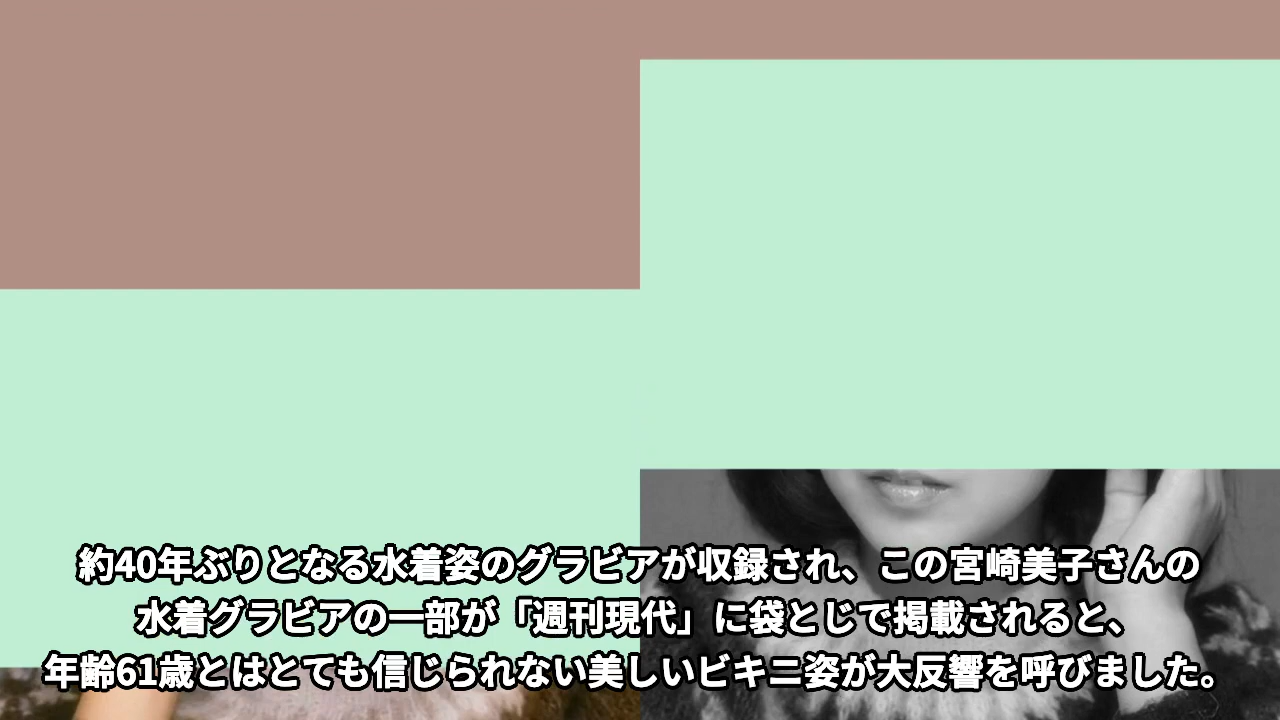 約40年ぶりとなる水着姿のグラビアが収録され、この宮崎美子さんの
水着グラビアの一部が「週刊現代」に袋とじで掲載されると、
年齢61歳とはとても信じられない美しいビキニ姿が大反響を呼びました。